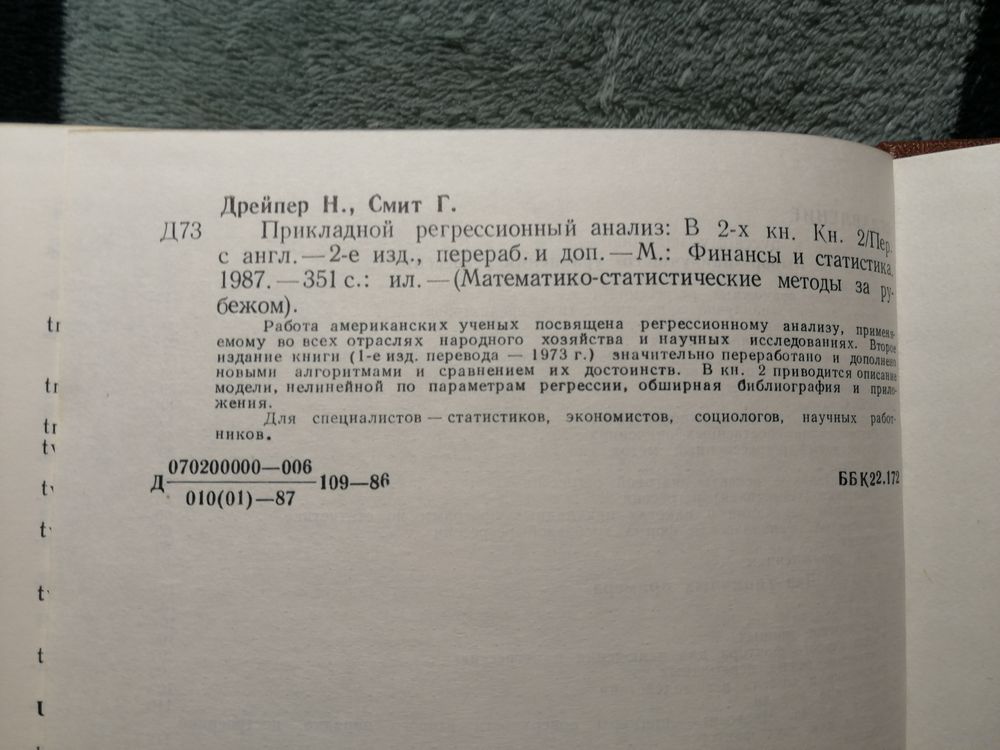 Дрейпер Н., Смит Г.
Д73 Прикладной регрессионный анализ: В 2-х кн. Кн. 2/Пер.
с англ. — 2-е изд., перераб. и доп. — М.: Финансы и статистика,
1987. — 351 с.: ил. — (Математико-статистические методы за ру-
бежом).
Работа американских ученых посвящена регрессионному анализу, применя-
емому во всех отраслях народного хозяйства и научных исследованиях. Второе
издание книги (1-е изд. перевода — 1973 г.) значительно переработано и дополнено
новыми алгоритмами и сравнением их достоинств. В кн. 2 приводится описание
модели, нелинейной по параметрам регрессии, обширная библиография и прило-
жения.
Для специалистов — статистиков, экономистов, социологов, научных работ-
ников.
070200000—006
Д 109—86
010(01)—87
ББК22.172